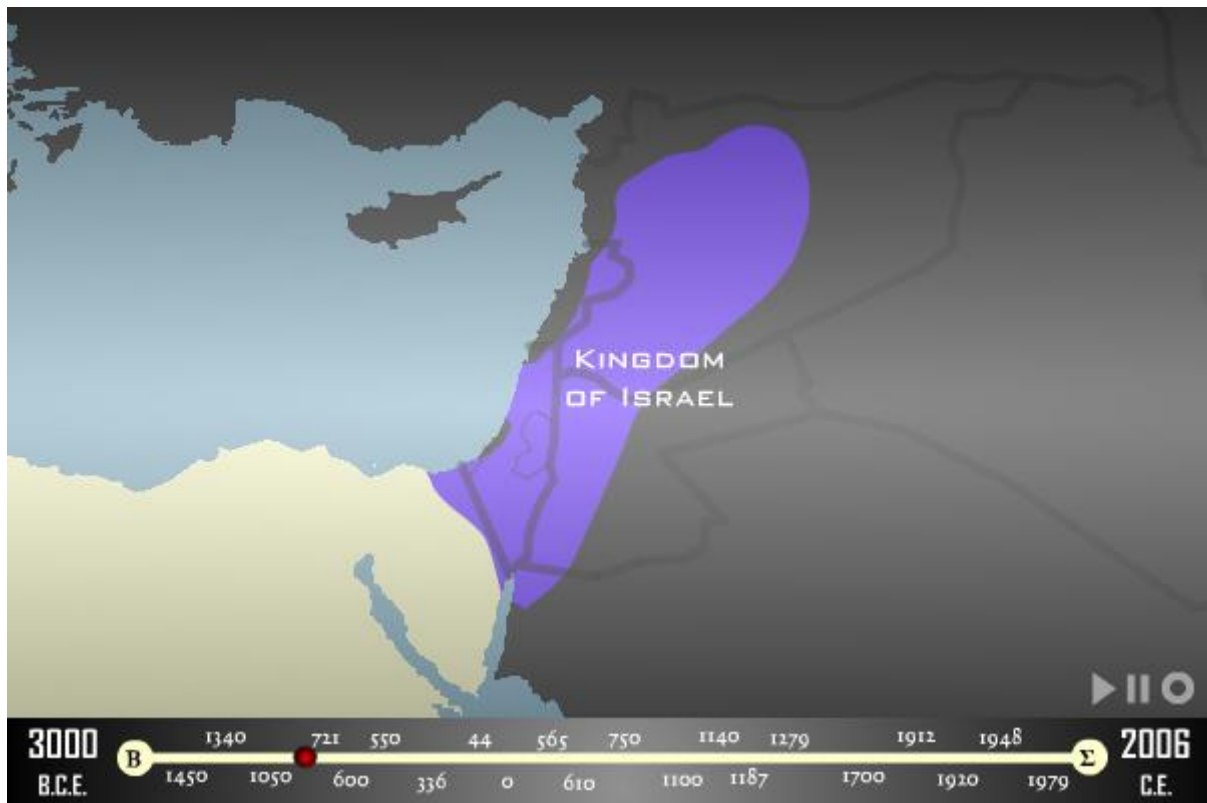 KINGDOM
OF ISRAEL
3000
B.C.E.
B
1340 721 550 44 565 750 1140 1279 1912 1948
1450 1050 600 336 0 610 1100 1187 1700 1920 1979
Σ
2006
C.E.